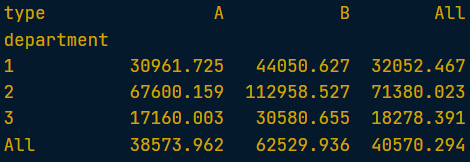 type A B All
department
1 30961.725 44050.627 32052.467
2 67600.159 112958.527 71380.023
3 17160.003 30580.655 18278.391
All 38573.962 62529.936 40570.294